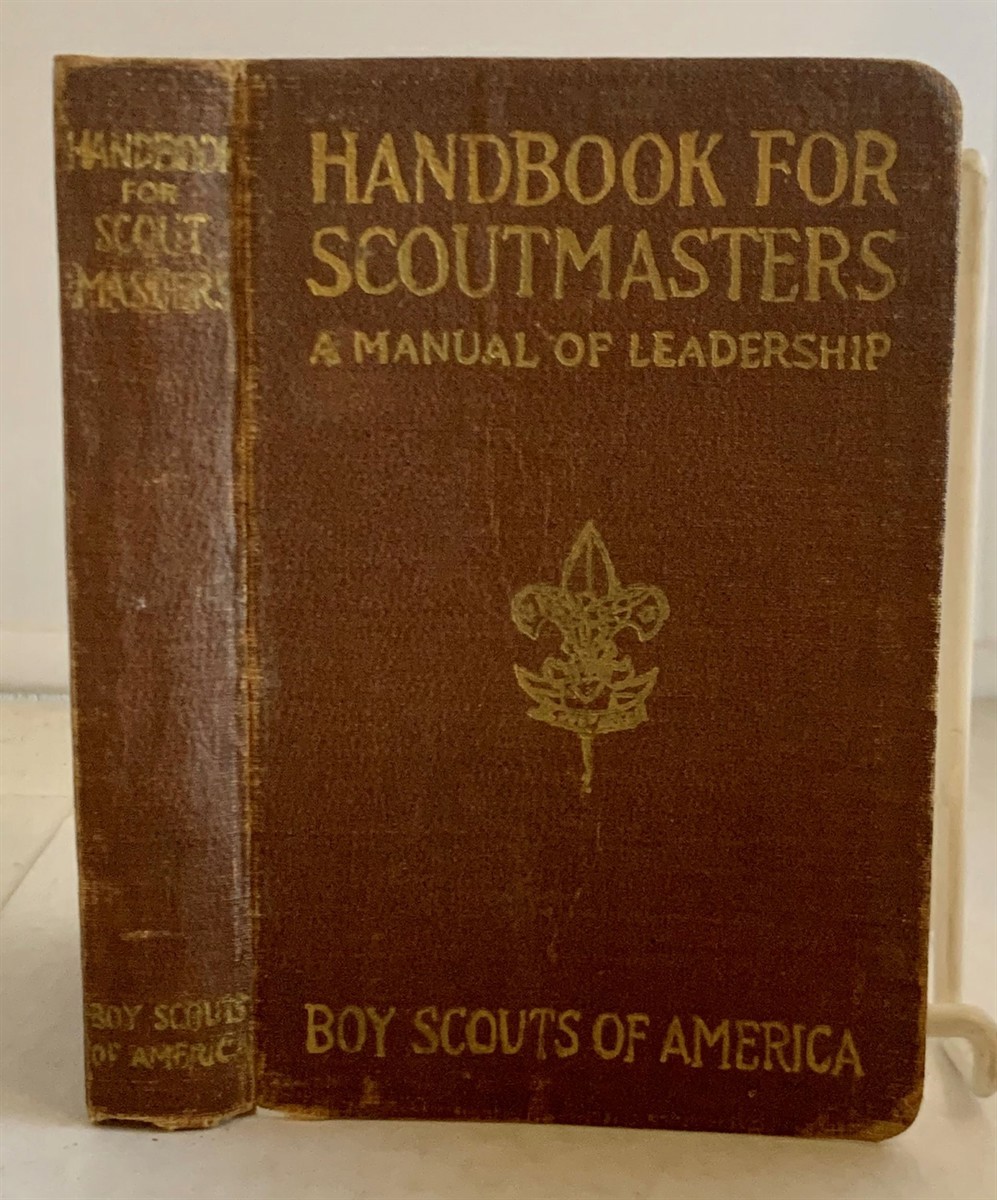 HANDBOOK
FOR
SCOUT
MASTERS
BOY SCOUTS
OF AMERICA
HANDBOOK FOR
SCOUTMASTERS
A MANUAL OF LEADERSHIP
BOY SCOUTS OF AMERICA